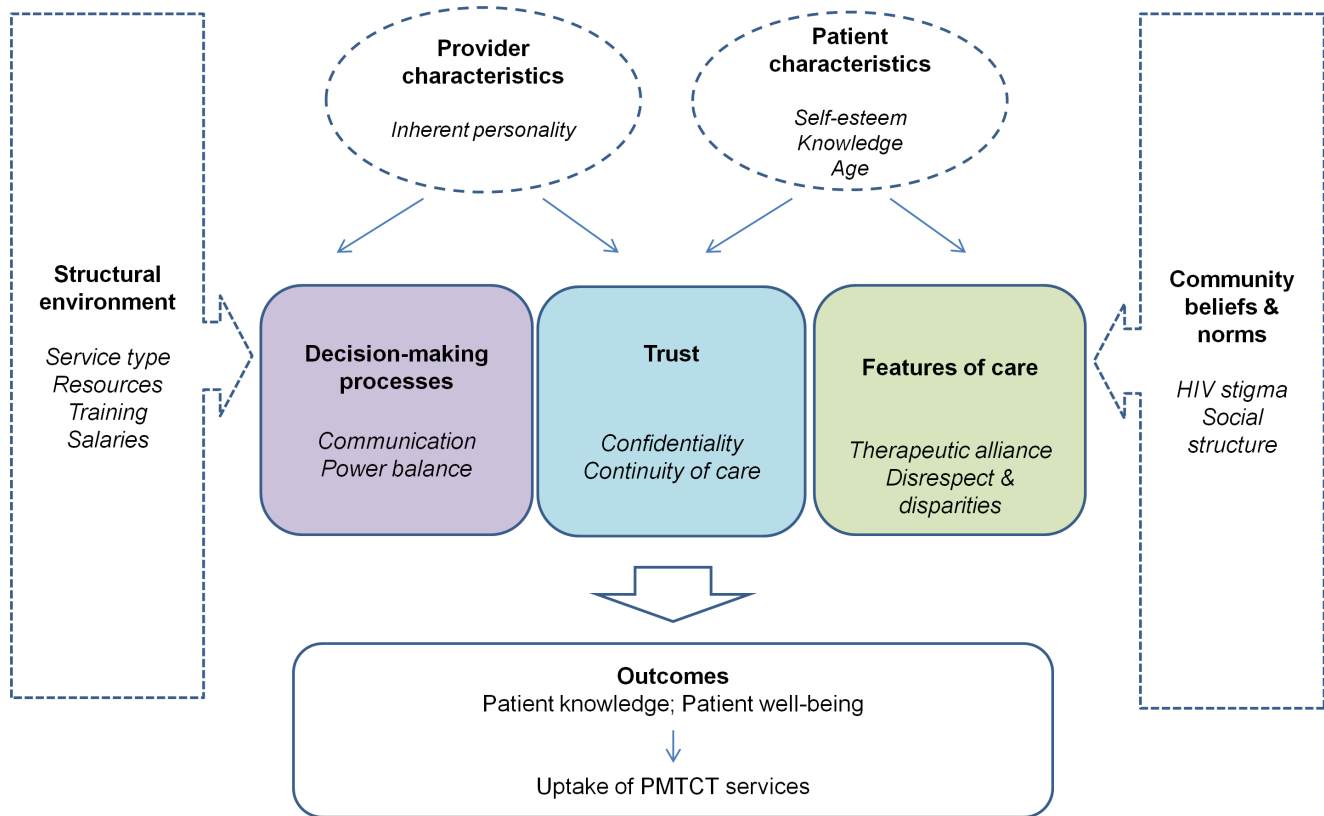 Provider
characteristics
Inherent personality
Patient
characteristics
Self-esteem
Knowledge
Age
Structural
environment
Service type
Resources
Training
Salaries
Decision-making
processes
Communication
Power balance
Trust
Confidentiality
Continuity of care
Features of care
Therapeutic alliance
Disrespect &
disparities
Community
beliefs &
norms
HIV stigma
Social
structure
Outcomes
Patient knowledge; Patient well-being
Uptake of PMTCT services